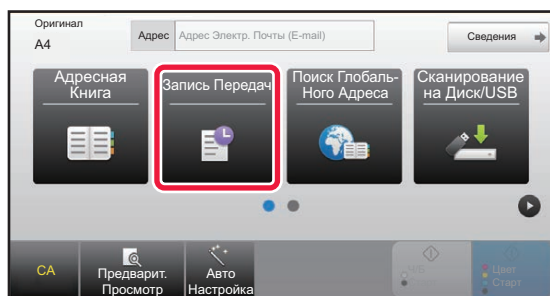 Оригинал
A4
Адрес
Адрес Электр. Почты (E-mail)
Сведения
Адресная
Книга
Запись Передач
Поиск Глобаль-
Ного Адреса
Сканирование
на Диск/USB
CA
Предварит.
Просмотр
Авто
Настройка
Ч/Б
Старт
Цвет
Старт